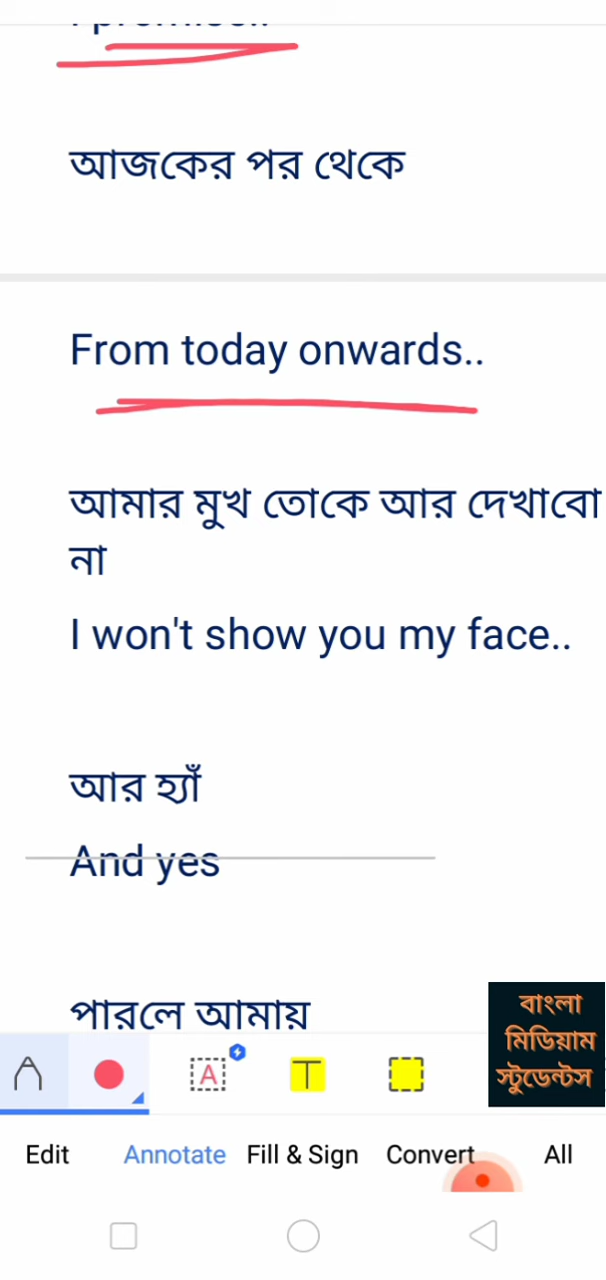 আজকের পর থেকে
From today onwards..
আমার মুখ তোকে আর দেখাবো
না
I won't show you my face..
আর হ্যাঁ
And yes
পারলে আমায়
A
T
বাংলা
মিডিয়াম
স্টুডেন্টস
Edit Annotate Fill & Sign Convert All